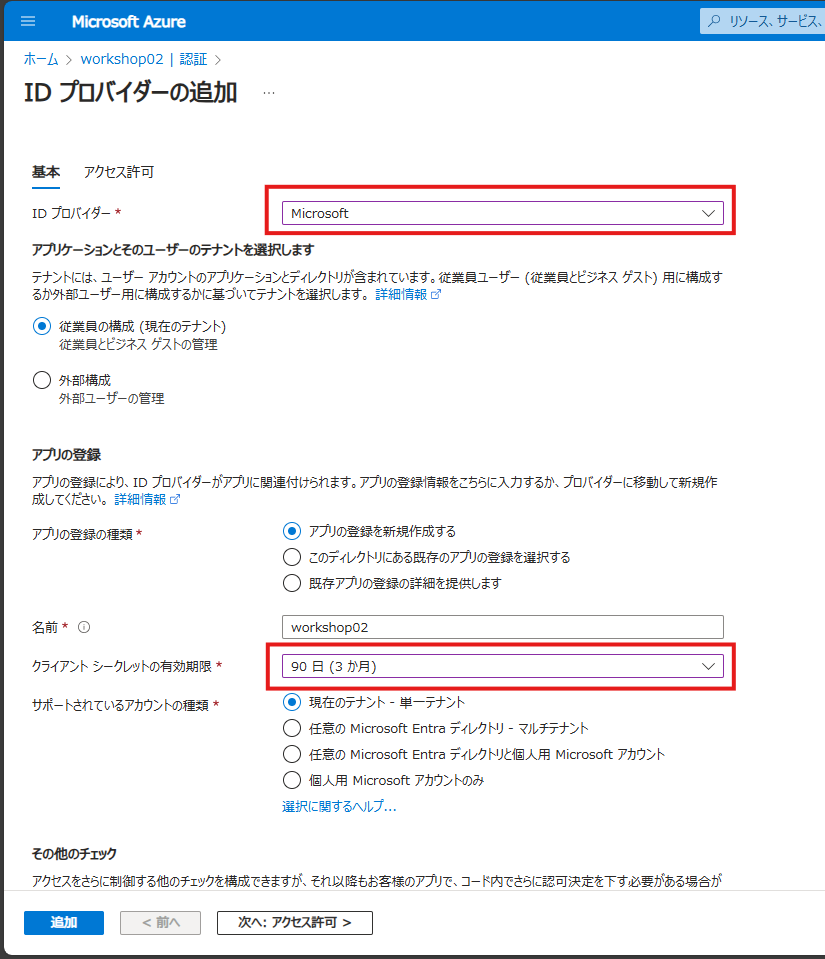 Microsoft Azure
リソース、サービス、
ホーム > workshop02 | 認証 >
ID プロバイダーの追加 …
基本 アクセス許可
ID プロバイダー * Microsoft
アプリケーションとそのユーザーのテナントを選択します
テナントには、ユーザー アカウントのアプリケーションとディレクトリが含まれています。従業員ユーザー (従業員とビジネス ゲスト) 用に構成す
るか外部ユーザー用に構成するかに基づいてテナントを選択します。 詳細情報
従業員の構成 (現在のテナント)
従業員とビジネス ゲストの管理
外部構成
外部ユーザーの管理
アプリの登録
アプリの登録により、ID プロバイダーがアプリに関連付けられます。アプリの登録情報をこちらに入力するか、プロバイダーに移動して新規作
成してください。 詳細情報
アプリの登録の種類 * アプリの登録を新規作成する
このディレクトリにある既存のアプリの登録を選択する
既存アプリの登録の詳細を提供します
名前 * workshop02
クライアント シークレットの有効期限 * 90 日 (3 か月)
サポートされているアカウントの種類 * 現在のテナント - 単一テナント
任意の Microsoft Entra ディレクトリ - マルチテナント
任意の Microsoft Entra ディレクトリと個人用 Microsoft アカウント
個人用 Microsoft アカウントのみ
選択に関するヘルプ...
その他のチェック
アクセスをさらに制御する他のチェックを構成できますが、それ以降もお客様のアプリで、コード内でさらに認可決定を下す必要がある場合が
追加 < 前へ 次へ: アクセス許可 >